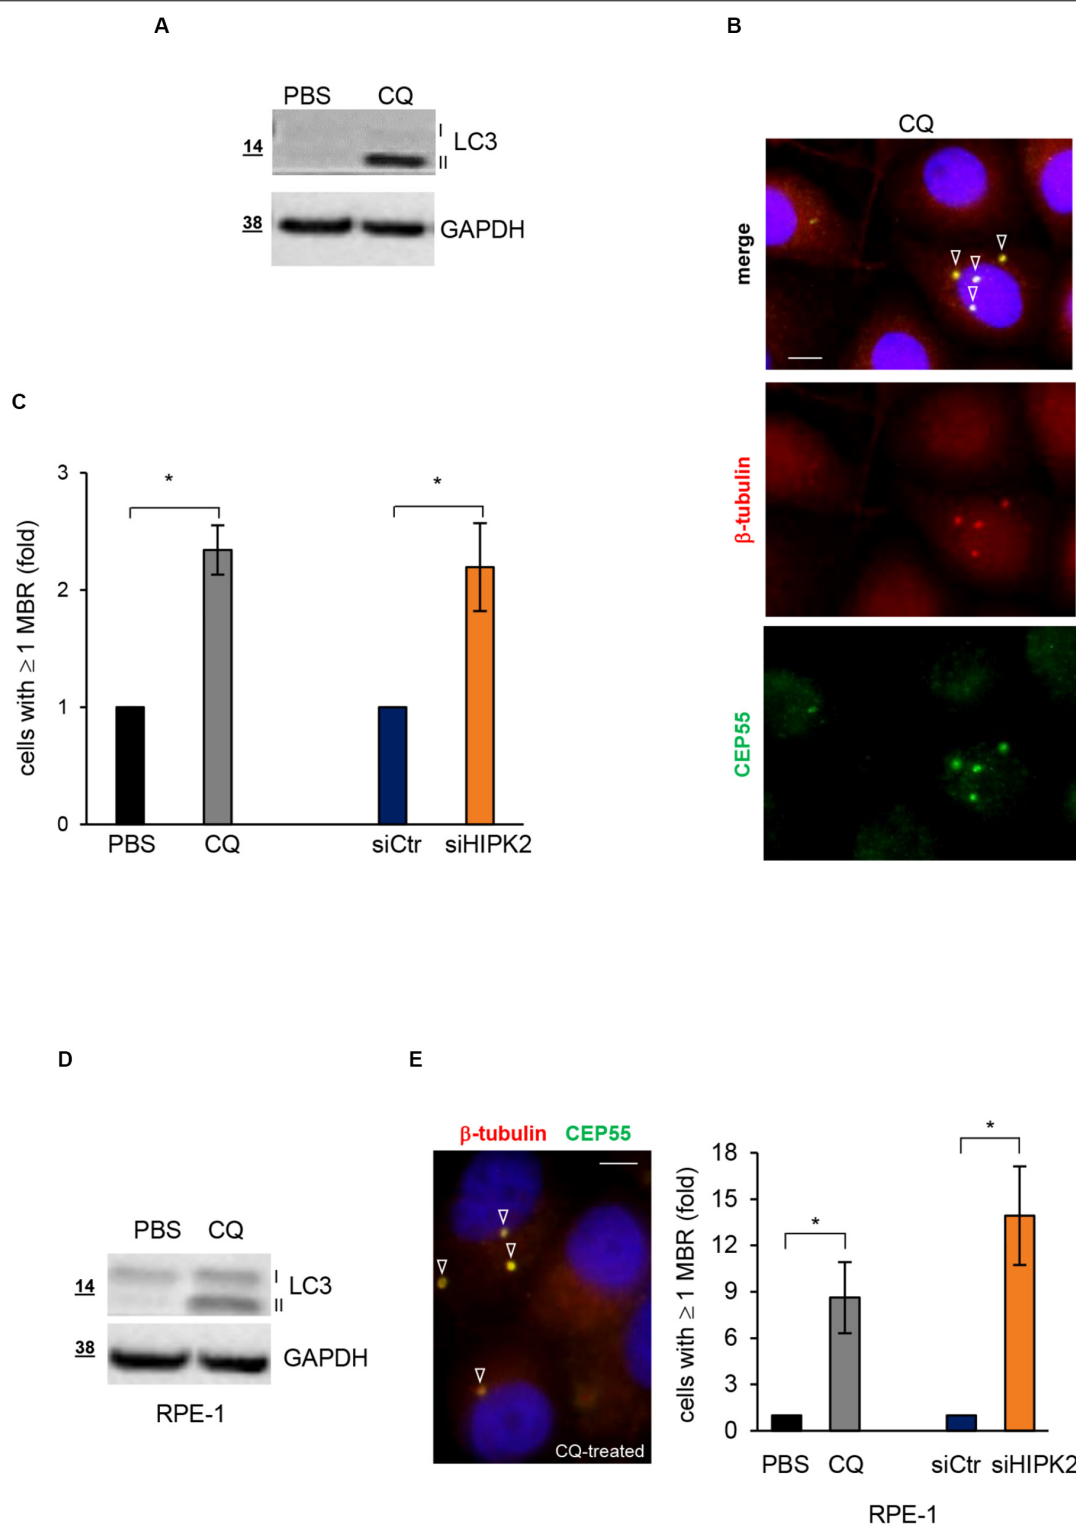 A
PBS CQ
14
I
II
LC3
38
GAPDH
B
CQ
merge
β-tubulin
CEP55
C
cells with ≥ 1 MBR (fold)
3
2
1
0
*
*
PBS CQ siCtr siHIPK2
D
PBS CQ
14
I
II
LC3
38
GAPDH
RPE-1
E
β-tubulin CEP55
CQ-treated
cells with ≥ 1 MBR (fold)
18
15
12
9
6
3
0
*
*
PBS CQ siCtr siHIPK2
RPE-1